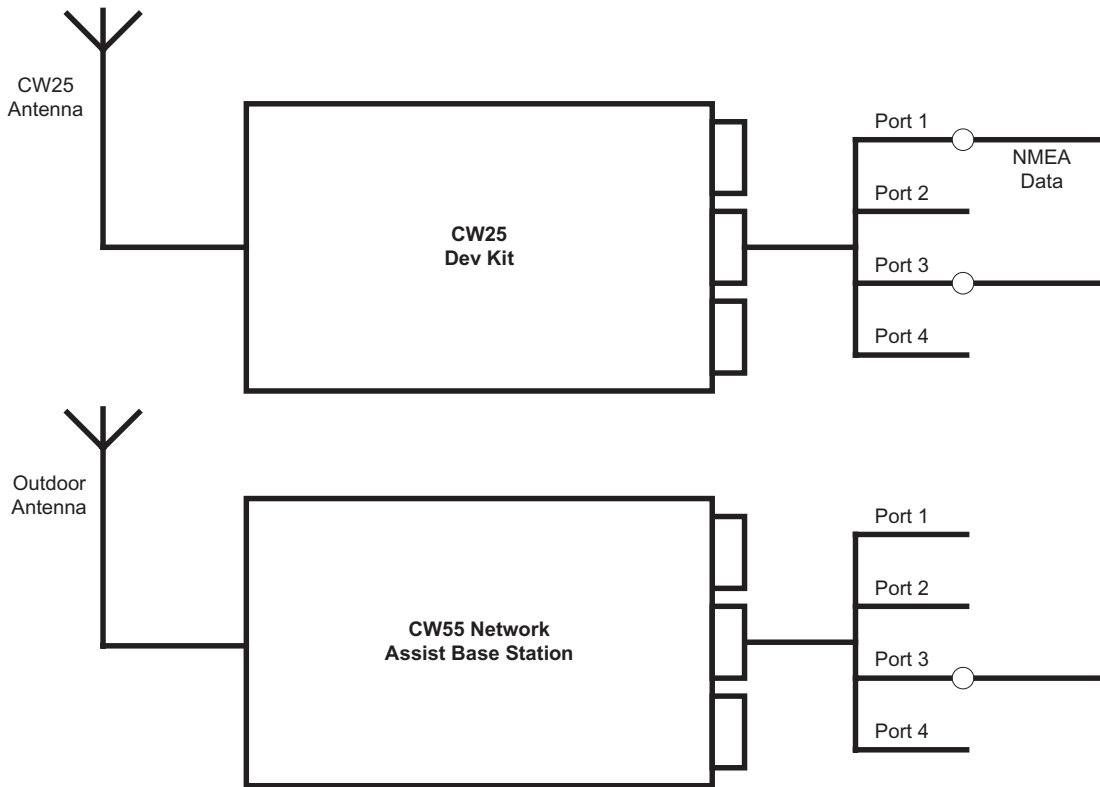 CW25
Antenna
CW25
Dev Kit
Port 1
NMEA
Data
Port 2
Port 3
Port 4
Outdoor
Antenna
CW55 Network
Assist Base Station
Port 1
Port 2
Port 3
Port 4